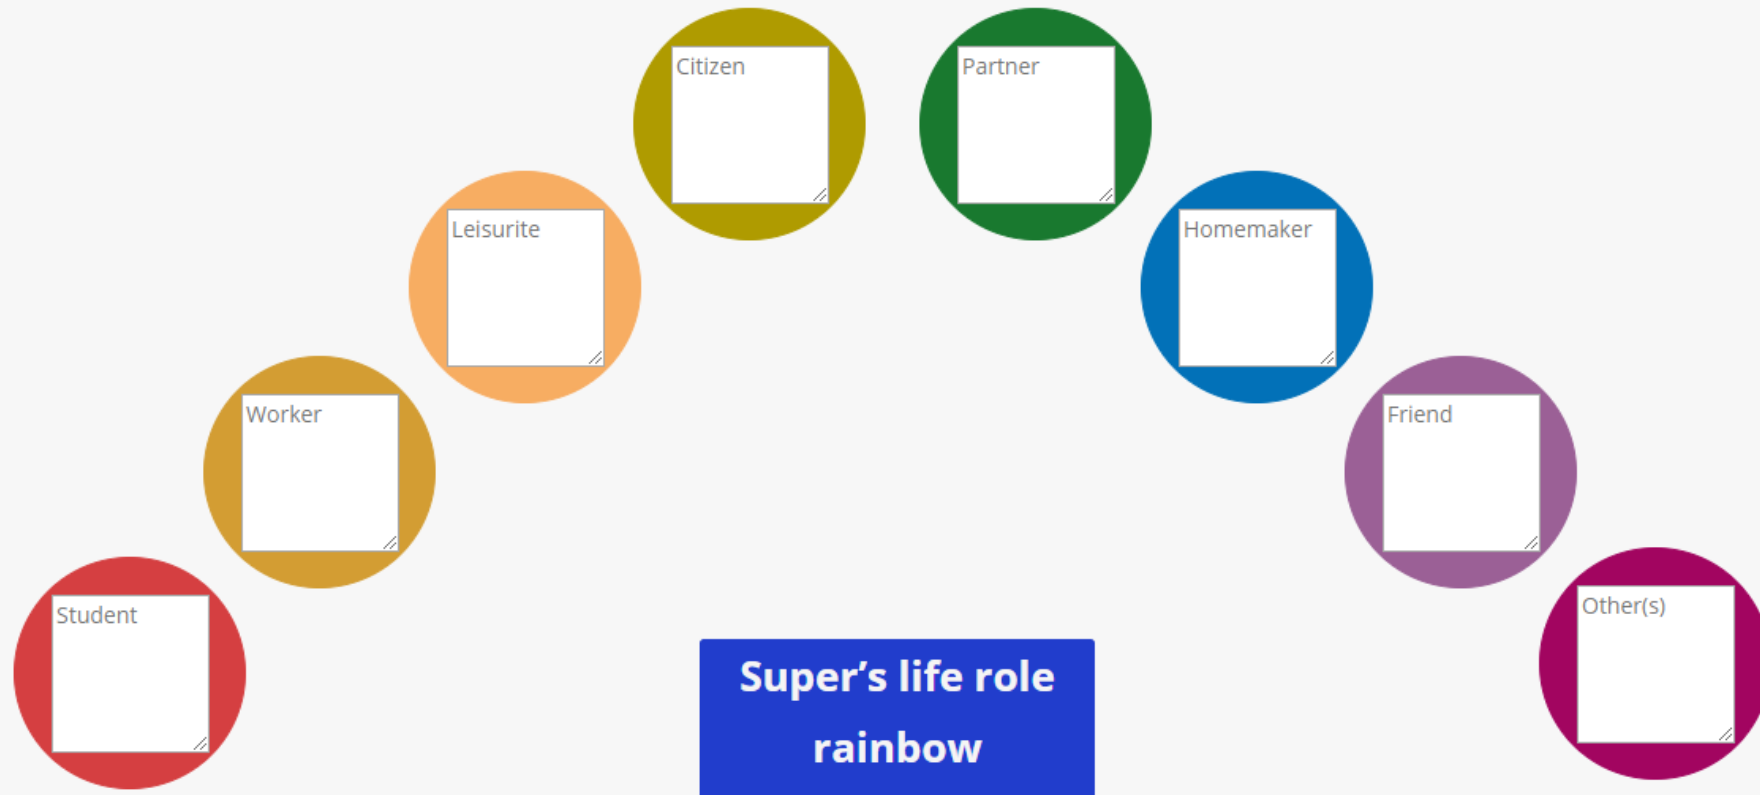 Citizen
Partner
Leisurite
Homemaker
Worker
Friend
Student
Other(s)
Super’s life role
rainbow